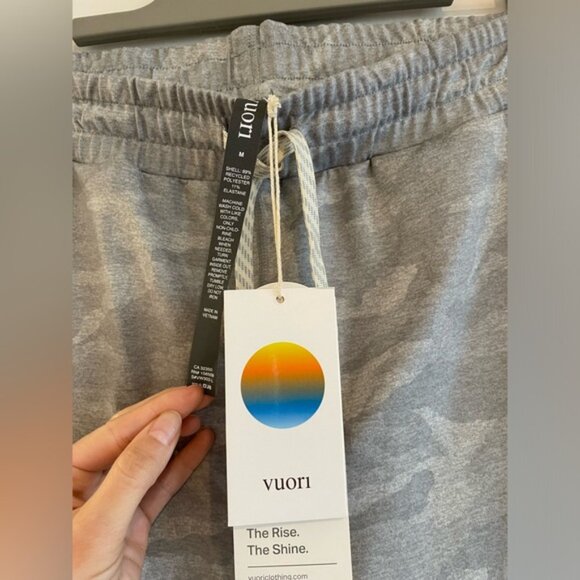 vuori
M
SHELL: 89%
RECYCLED
POLYESTER
11%
ELASTANE
MACHINE
WASH COLD
WITH LIKE
COLORS,
ONLY
NON-CHLO
RINE
BLEACH
WHEN
NEEDED,
TURN
GARMENT
INSIDE OUT,
REMOVE
PROMPTLY,
TUMBLE
DRY LOW
DO NOT
IRON
MADE IN
VIETNAM
vuori
The Rise.
The Shine.
vuoriclothing.com